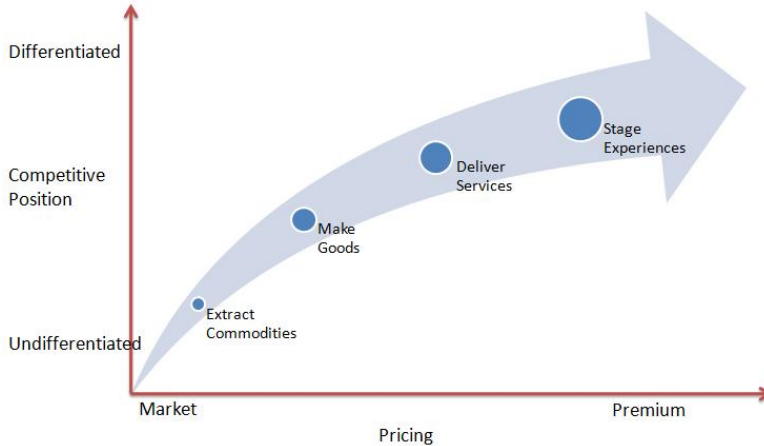 Differentiated
Stage
Experiences
Deliver
Services
Competitive
Position
Make
Goods
Extract
Commodities
Undifferentiated
Market
Premium
Pricing